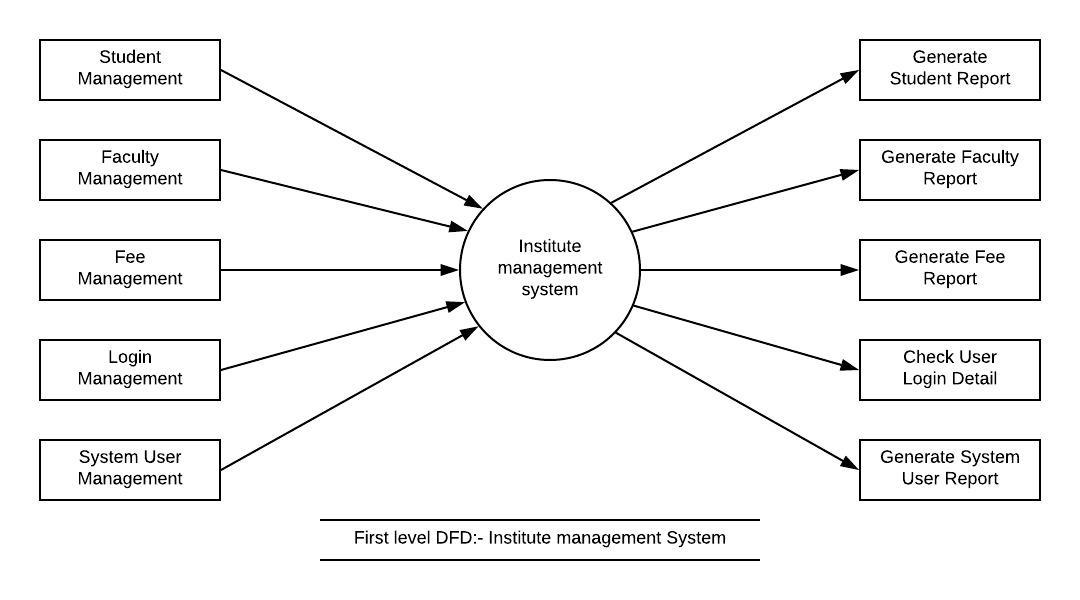 Student
Management
Faculty
Management
Fee
Management
Login
Management
System User
Management
Institute
management
system
Generate
Student Report
Generate Faculty
Report
Generate Fee
Report
Check User
Login Detail
Generate System
User Report
First level DFD:- Institute management System